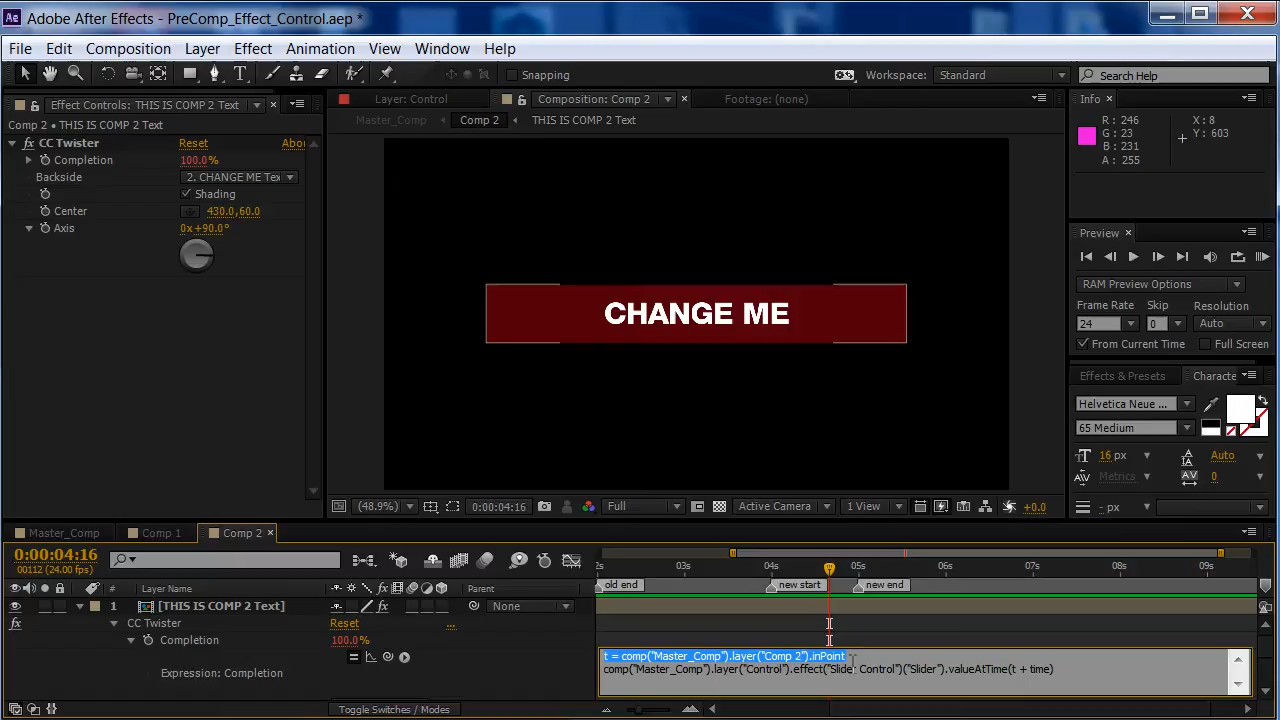 Adobe After Effects - PreComp_Effect_Control.aep *
File Edit Composition Layer Effect Animation View Window Help
Snapping
Workspace: Standard
Search Help
Effect Controls: THIS IS COMP 2 Text
Layer: Control
Composition: Comp 2
Footage: (none)
Info
Comp 2 • THIS IS COMP 2 Text
Master_Comp
Comp 2
THIS IS COMP 2 Text
R : 246
G : 23
B : 231
A : 255
X : 8
Y : 603
fx CC Twister Reset Abou
Completion 100.0%
Backside 2. CHANGE ME Tex
Shading
Center 430.0,60.0
Axis 0x+90.0°
CHANGE ME
Preview
RAM Preview Options
Frame Rate Skip Resolution
24 0 Auto
From Current Time Full Screen
Effects & Presets Characte
Helvetica Neue ...
65 Medium
16 px Auto
Metrics 0
- px
(48.9%) 0:00:04:16 Full Active Camera 1 View +0.0
Master_Comp Comp 1 Comp 2
0:00:04:16
00112 (24.00 fps)
2s 03s 04s 05s 06s 07s 08s 09s
# Layer Name Parent
old end new start new end
1 [THIS IS COMP 2 Text] fx None
fx CC Twister Reset ...
Completion 100.0%
Expression: Completion
t = comp("Master_Comp").layer("Comp 2").inPoint
comp("Master_Comp").layer("Control").effect("Slider Control")("Slider").valueAtTime(t + time)
Toggle Switches / Modes